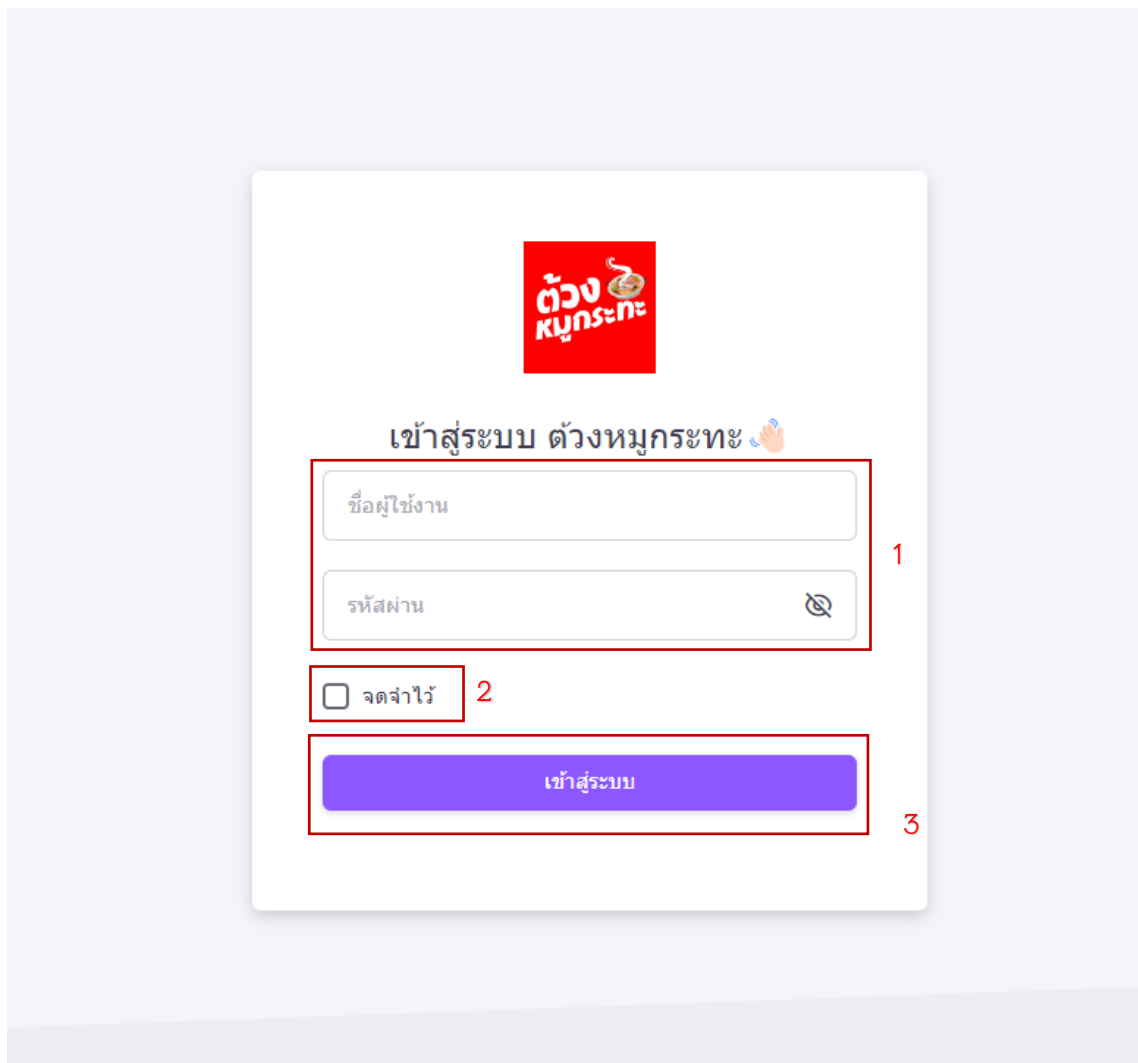 ต้วง
หมูกระทะ
เข้าสู่ระบบ ต้วงหมูกระทะ👋🏻
ชื่อผู้ใช้งาน
1
รหัสผ่าน
จดจำไว้
2
เข้าสู่ระบบ
3